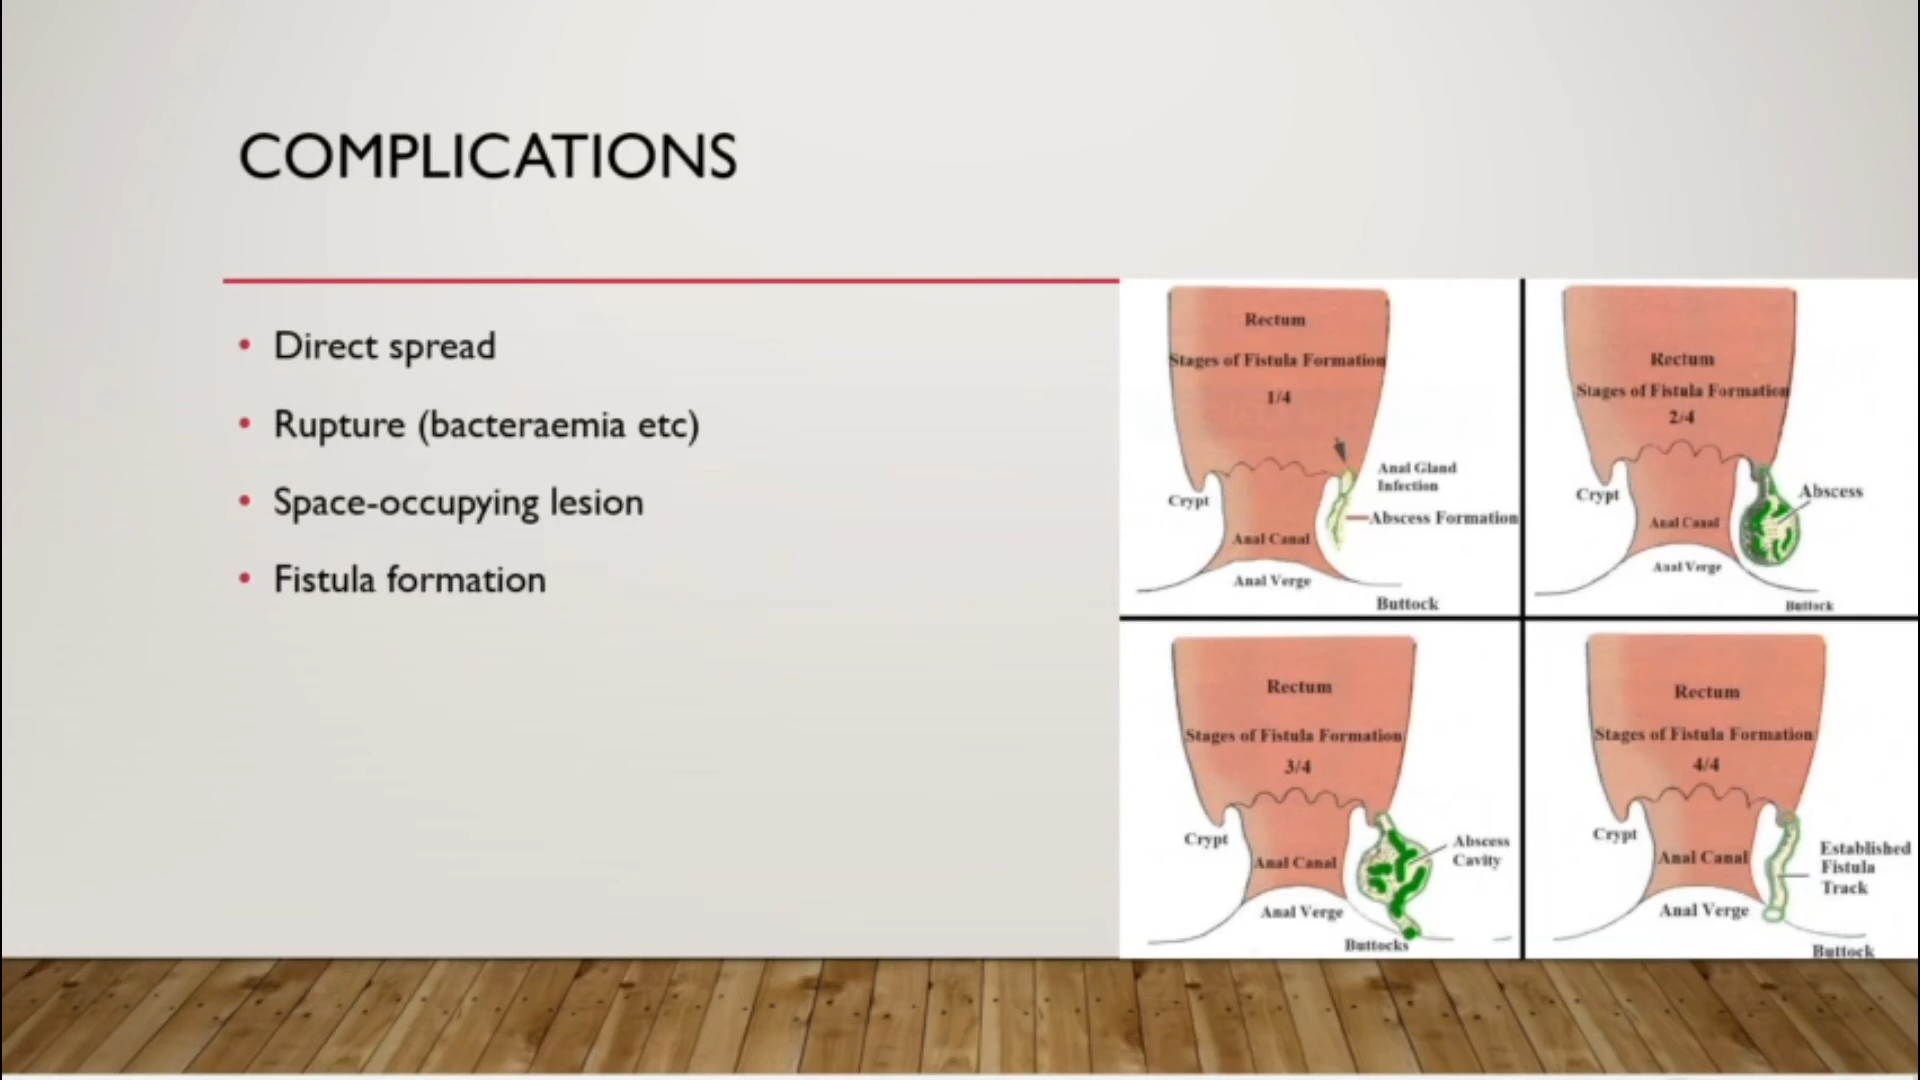 COMPLICATIONS
• Direct spread
• Rupture (bacteraemia etc)
• Space-occupying lesion
• Fistula formation
Rectum
Stages of Fistula Formation
1/4
Anal Gland
Infection
Crypt
Abscess Formation
Anal Canal
Anal Verge
Buttock
Rectum
Stages of Fistula Formation
2/4
Crypt
Abscess
Anal Canal
Anal Verge
Buttock
Rectum
Stages of Fistula Formation
3/4
Crypt
Abscess
Cavity
Anal Canal
Anal Verge
Buttocks
Rectum
Stages of Fistula Formation
4/4
Crypt
Established
Fistula
Track
Anal Canal
Anal Verge
Buttock